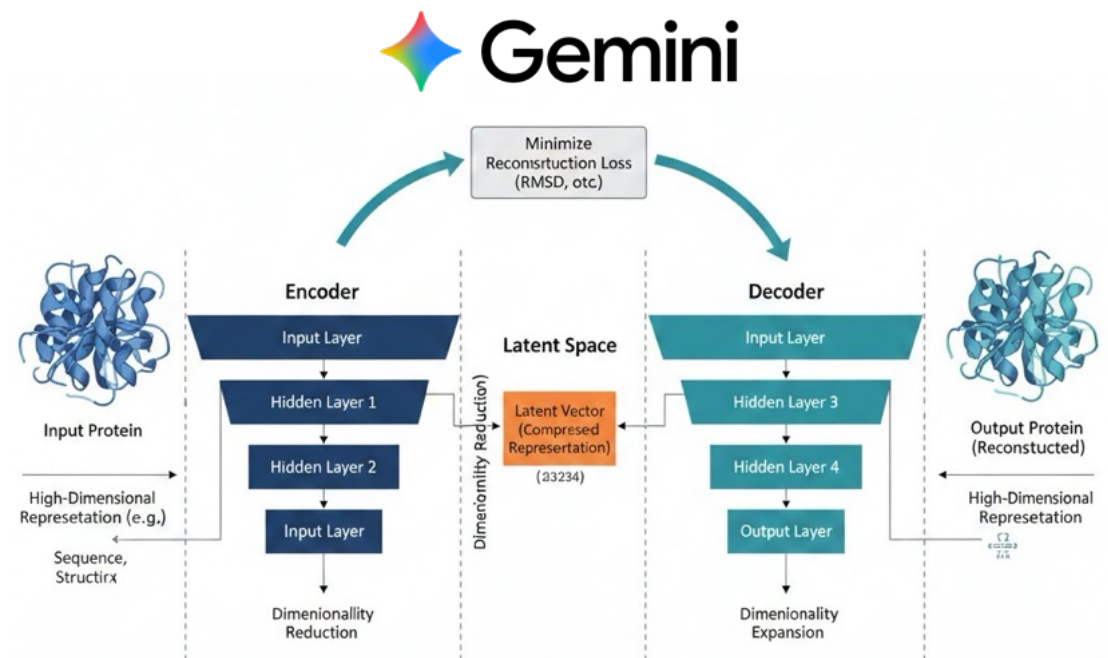 Gemini
Minimize
Reconsrtuction Loss
(RMSD, otc)
Encoder
Decoder
Input Layer
Hidden Layer 1
Hidden Layer 2
Input Layer
Dimenionallity
Reduction
Dimeniornility Reduction)
Latent Space
Latent Vector
(Compresed
Represertation)
(23234)
Input Layer
Hidden Layer 3
Hidden Layer 4
Output Layer
Dimenionality
Expansion
Input Protein
High-Dimensional
Represetation (e.g.)
Sequence,
Structirx
Output Protein
(Reconstucted)
High-Dimensional
Represetation